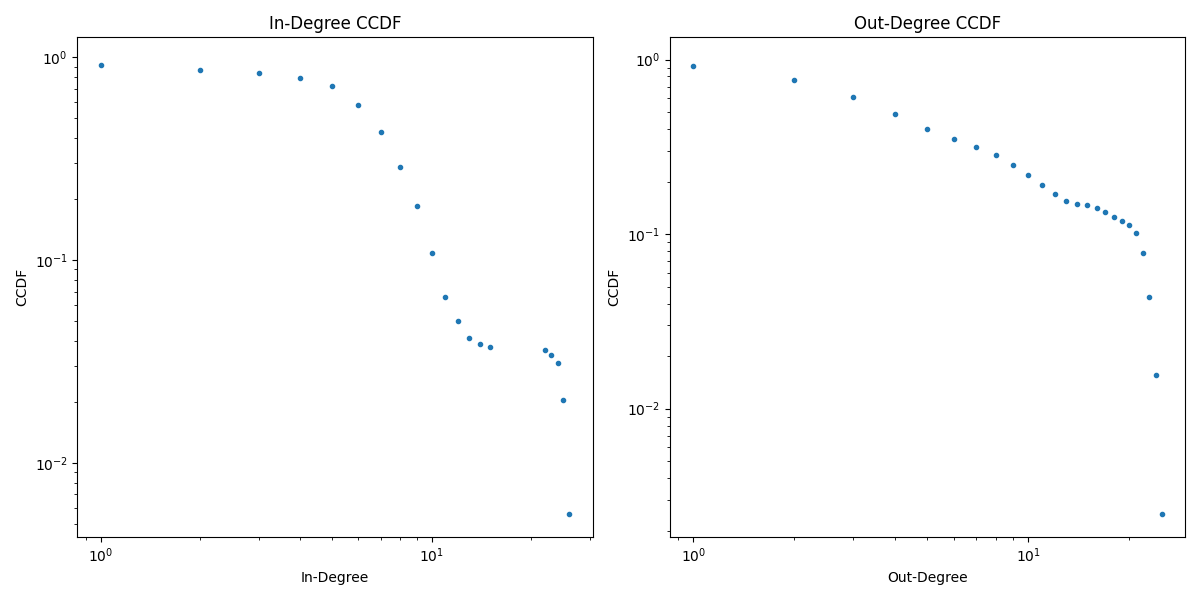 In-Degree CCDF
CCDF
10⁰
10⁻¹
10⁻²
10⁰
10¹
In-Degree
Out-Degree CCDF
CCDF
10⁰
10⁻¹
10⁻²
10⁰
10¹
Out-Degree